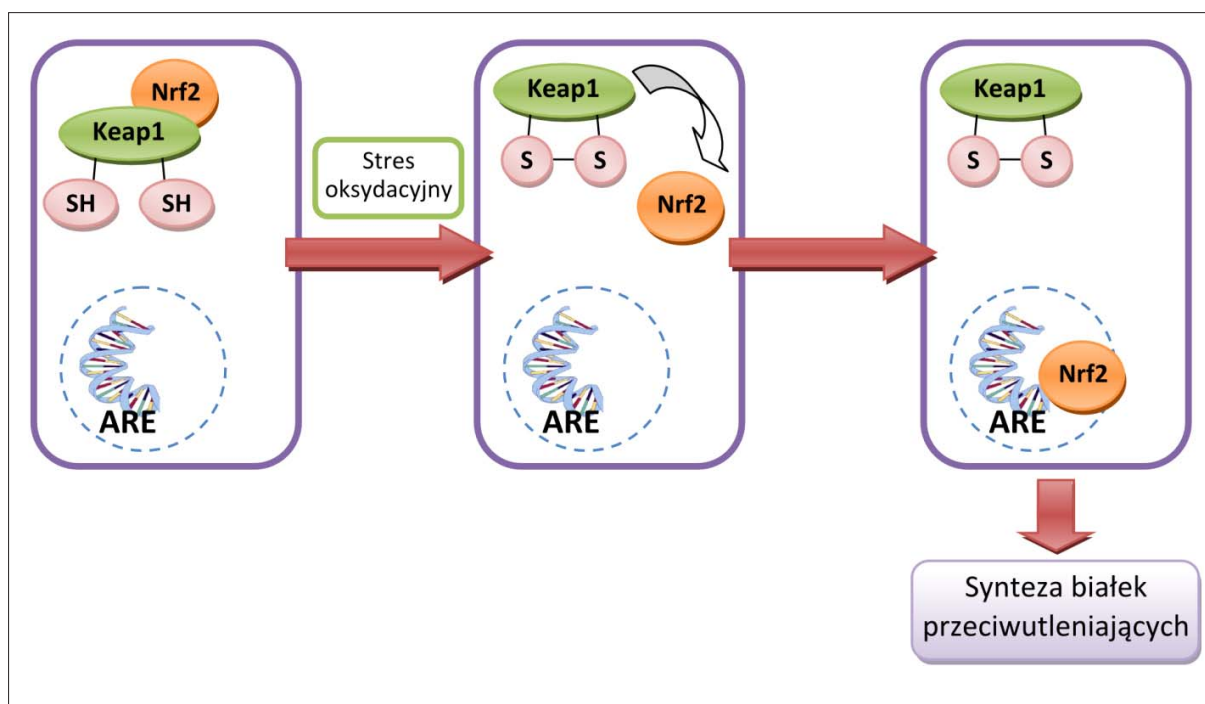 Nrf2
Keap1
SH
SH
ARE
Stres
oksydacyjny
Keap1
S
S
Nrf2
ARE
Keap1
S
S
Nrf2
ARE
Synteza białek
przeciwutleniających